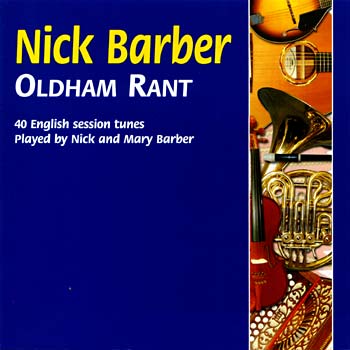 Nick Barber
OLDHAM RANT
40 English session tunes
Played by Nick and Mary Barber